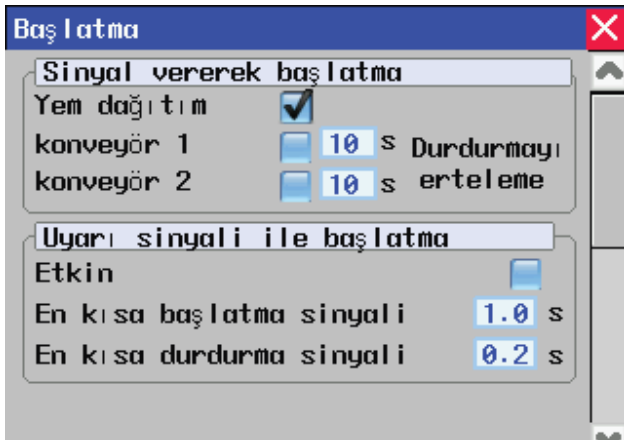 Başlatma
Sinyal vererek başlatma
Yem dağıtım
konveyör 1 10 s Durdurmayı
konveyör 2 10 s erteleme
Uyarı sinyali ile başlatma
Etkin
En kısa başlatma sinyali 1.0 s
En kısa durdurma sinyali 0.2 s